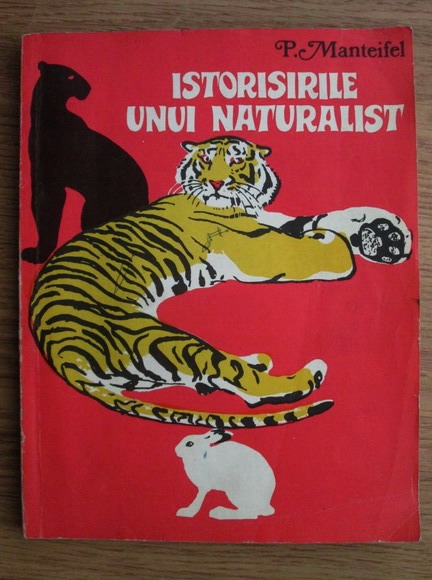 P. Manteifel
ISTORISIRILE
UNUI NATURALIST